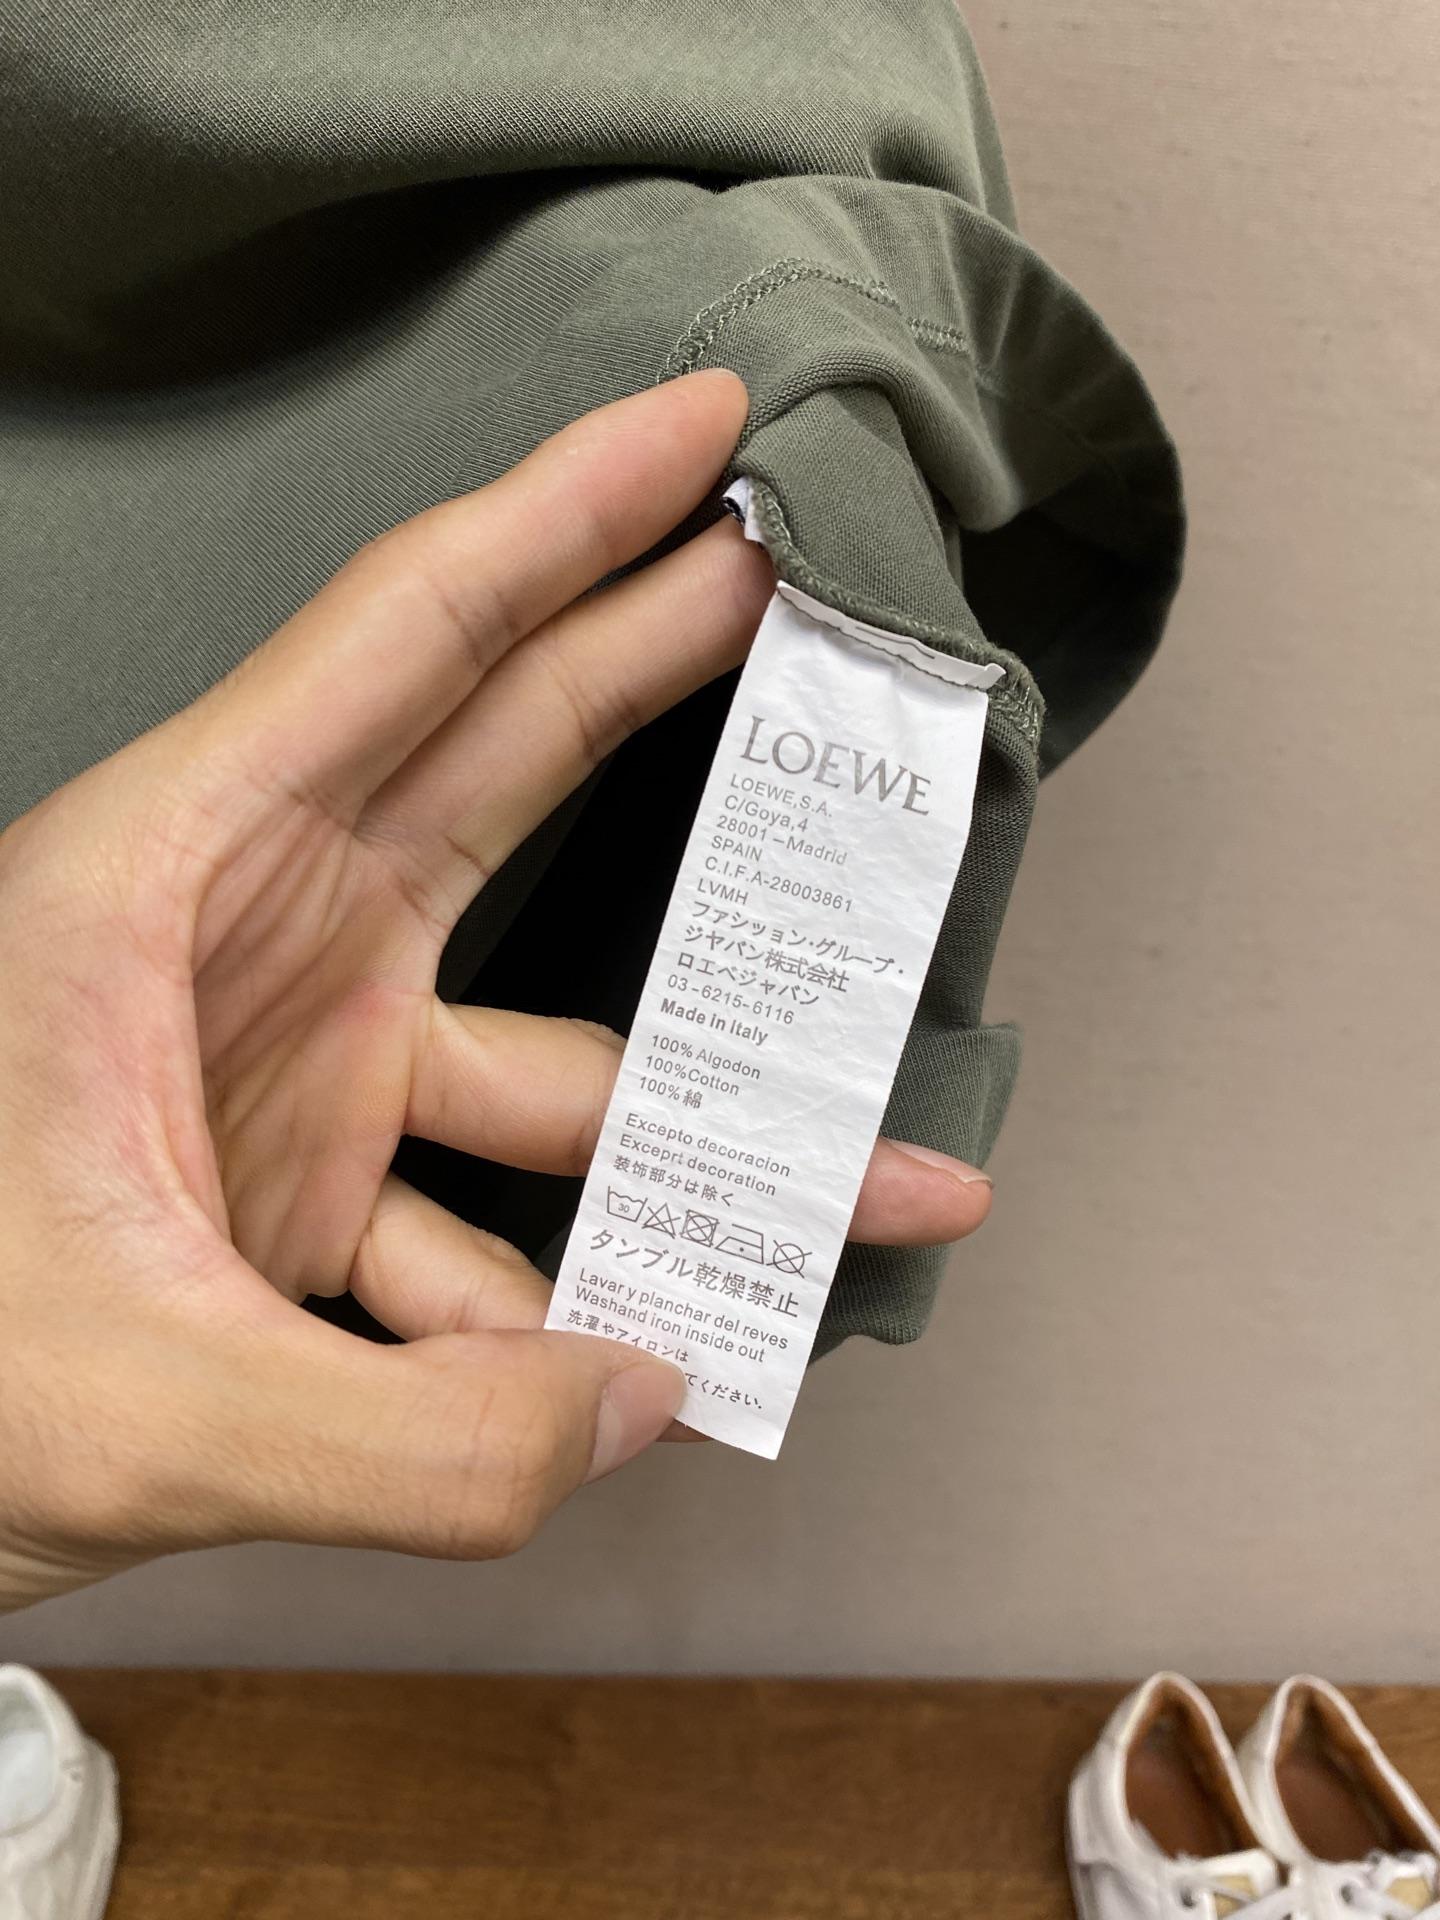 LOEWE
LOEWE,S.A.
C/Goya,4
28001–Madrid
SPAIN
C.I.F.A-28003861
LVMH
ファション・グループ・
ジヤパン株式会社
ロエベジャパン
03-6215-6116
Made in Italy
100% Algodon
100%Cotton
100%綿
Excepto decoracion
Exceprt decoration
装飾部分は除く
30
タンブル乾燥禁止
Lavar y planchar del reves
Washand iron inside out
洗濯やアイロンは
てください.